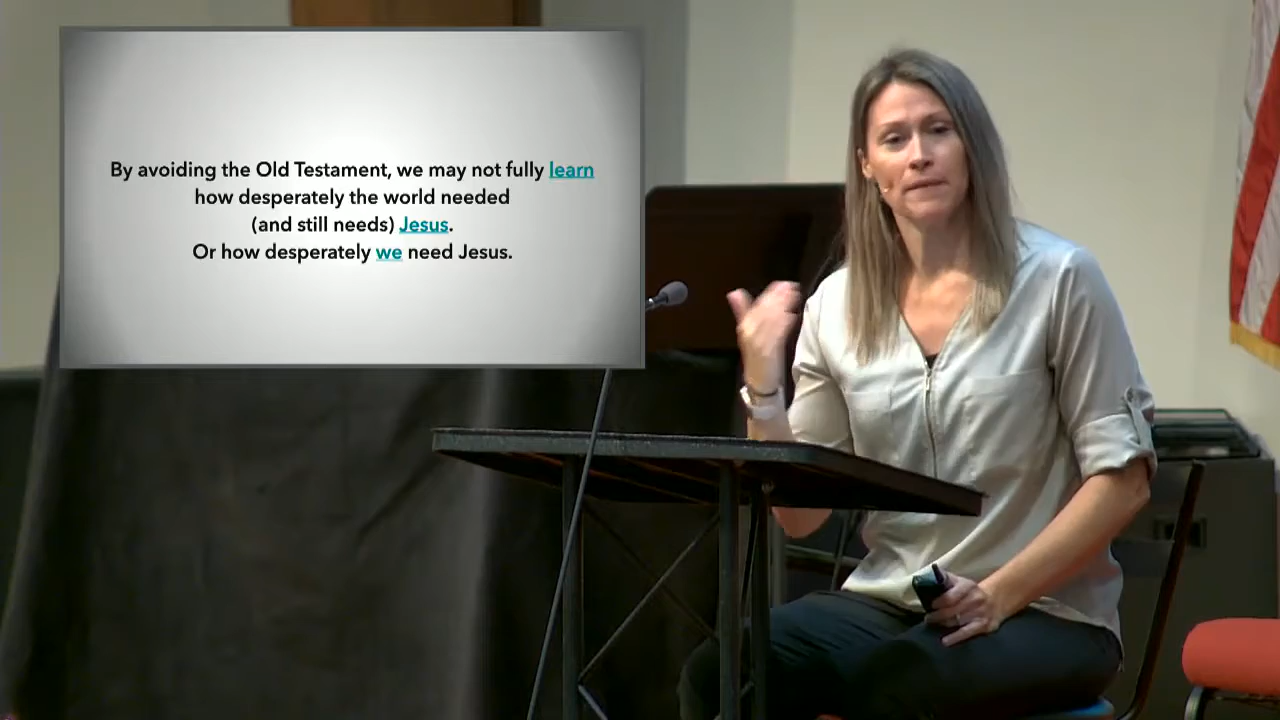 By avoiding the Old Testament, we may not fully learn
how desperately the world needed
(and still needs) Jesus.
Or how desperately we need Jesus.